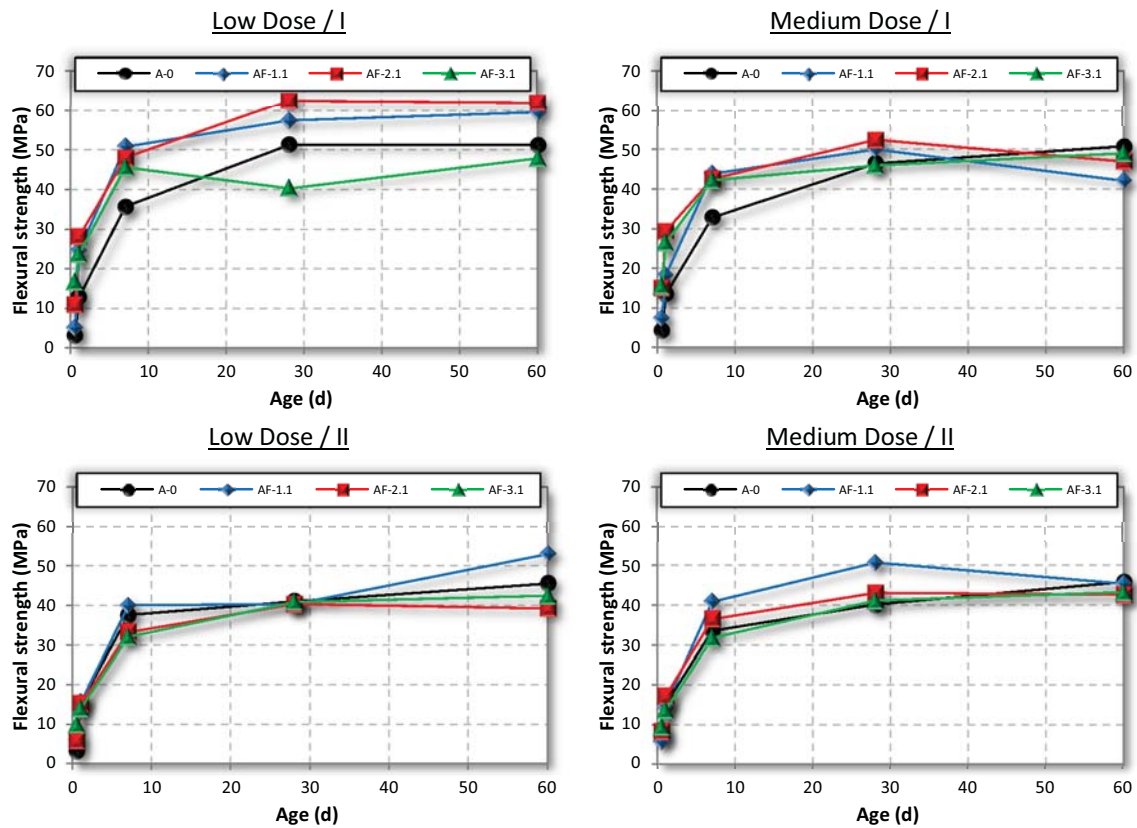 Low Dose / I
A-0 AF-1.1 AF-2.1 AF-3.1
Flexural strength (MPa)
70
60
50
40
30
20
10
0
0 10 20 30 40 50 60
Age (d)
Medium Dose / I
A-0 AF-1.1 AF-2.1 AF-3.1
Flexural strength (MPa)
70
60
50
40
30
20
10
0
0 10 20 30 40 50 60
Age (d)
Low Dose / II
A-0 AF-1.1 AF-2.1 AF-3.1
Flexural strength (MPa)
70
60
50
40
30
20
10
0
0 10 20 30 40 50 60
Age (d)
Medium Dose / II
A-0 AF-1.1 AF-2.1 AF-3.1
Flexural strength (MPa)
70
60
50
40
30
20
10
0
0 10 20 30 40 50 60
Age (d)